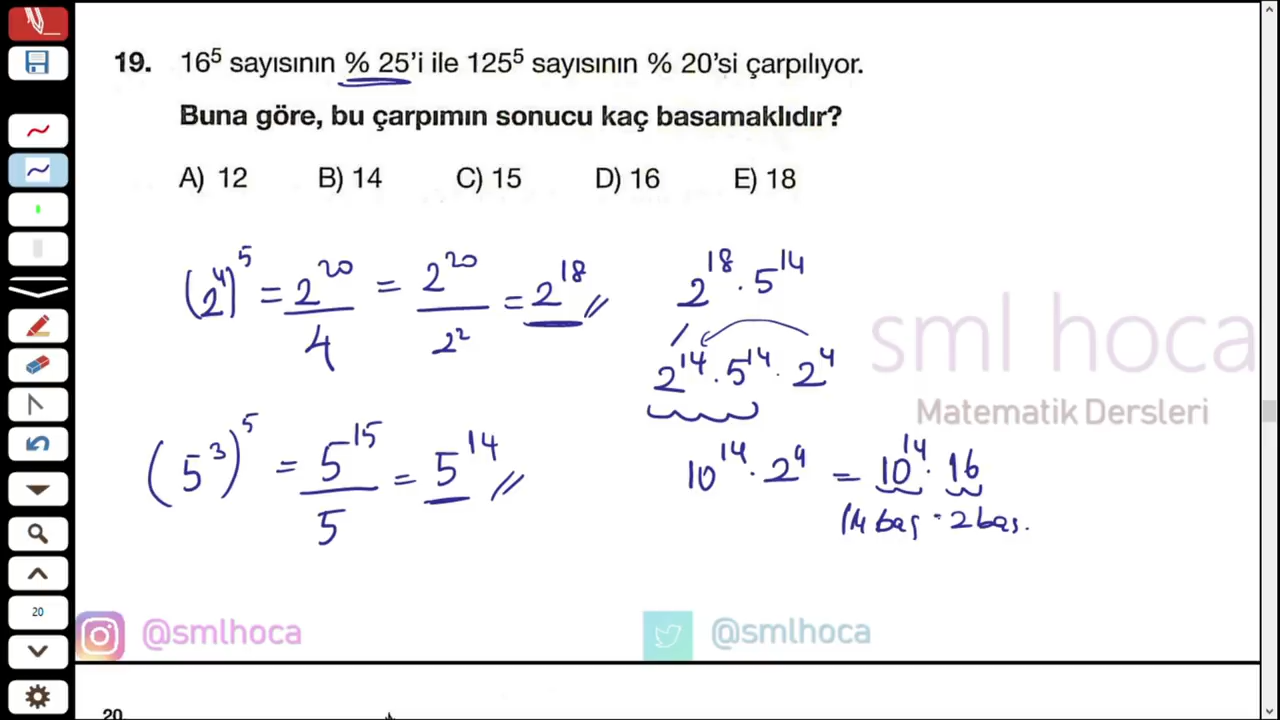 19. 16⁵ sayısının % 25'i ile 125⁵ sayısının % 20'si çarpılıyor.
Buna göre, bu çarpımın sonucu kaç basamaklıdır?
A) 12 B) 14 C) 15 D) 16 E) 18
(2⁴)⁵ = 2²⁰/4 = 2²⁰/2² = 2¹⁸ //
(5³)⁵ = 5¹⁵/5 = 5¹⁴ //
2¹⁸ . 5¹⁴
2¹⁴ . 5¹⁴ . 2⁴
10¹⁴ . 2⁴ = 10¹⁴ . 16
14 baş . 2 bas.
sml hoca
Matematik Dersleri
@smlhoca
@smlhoca
20
20